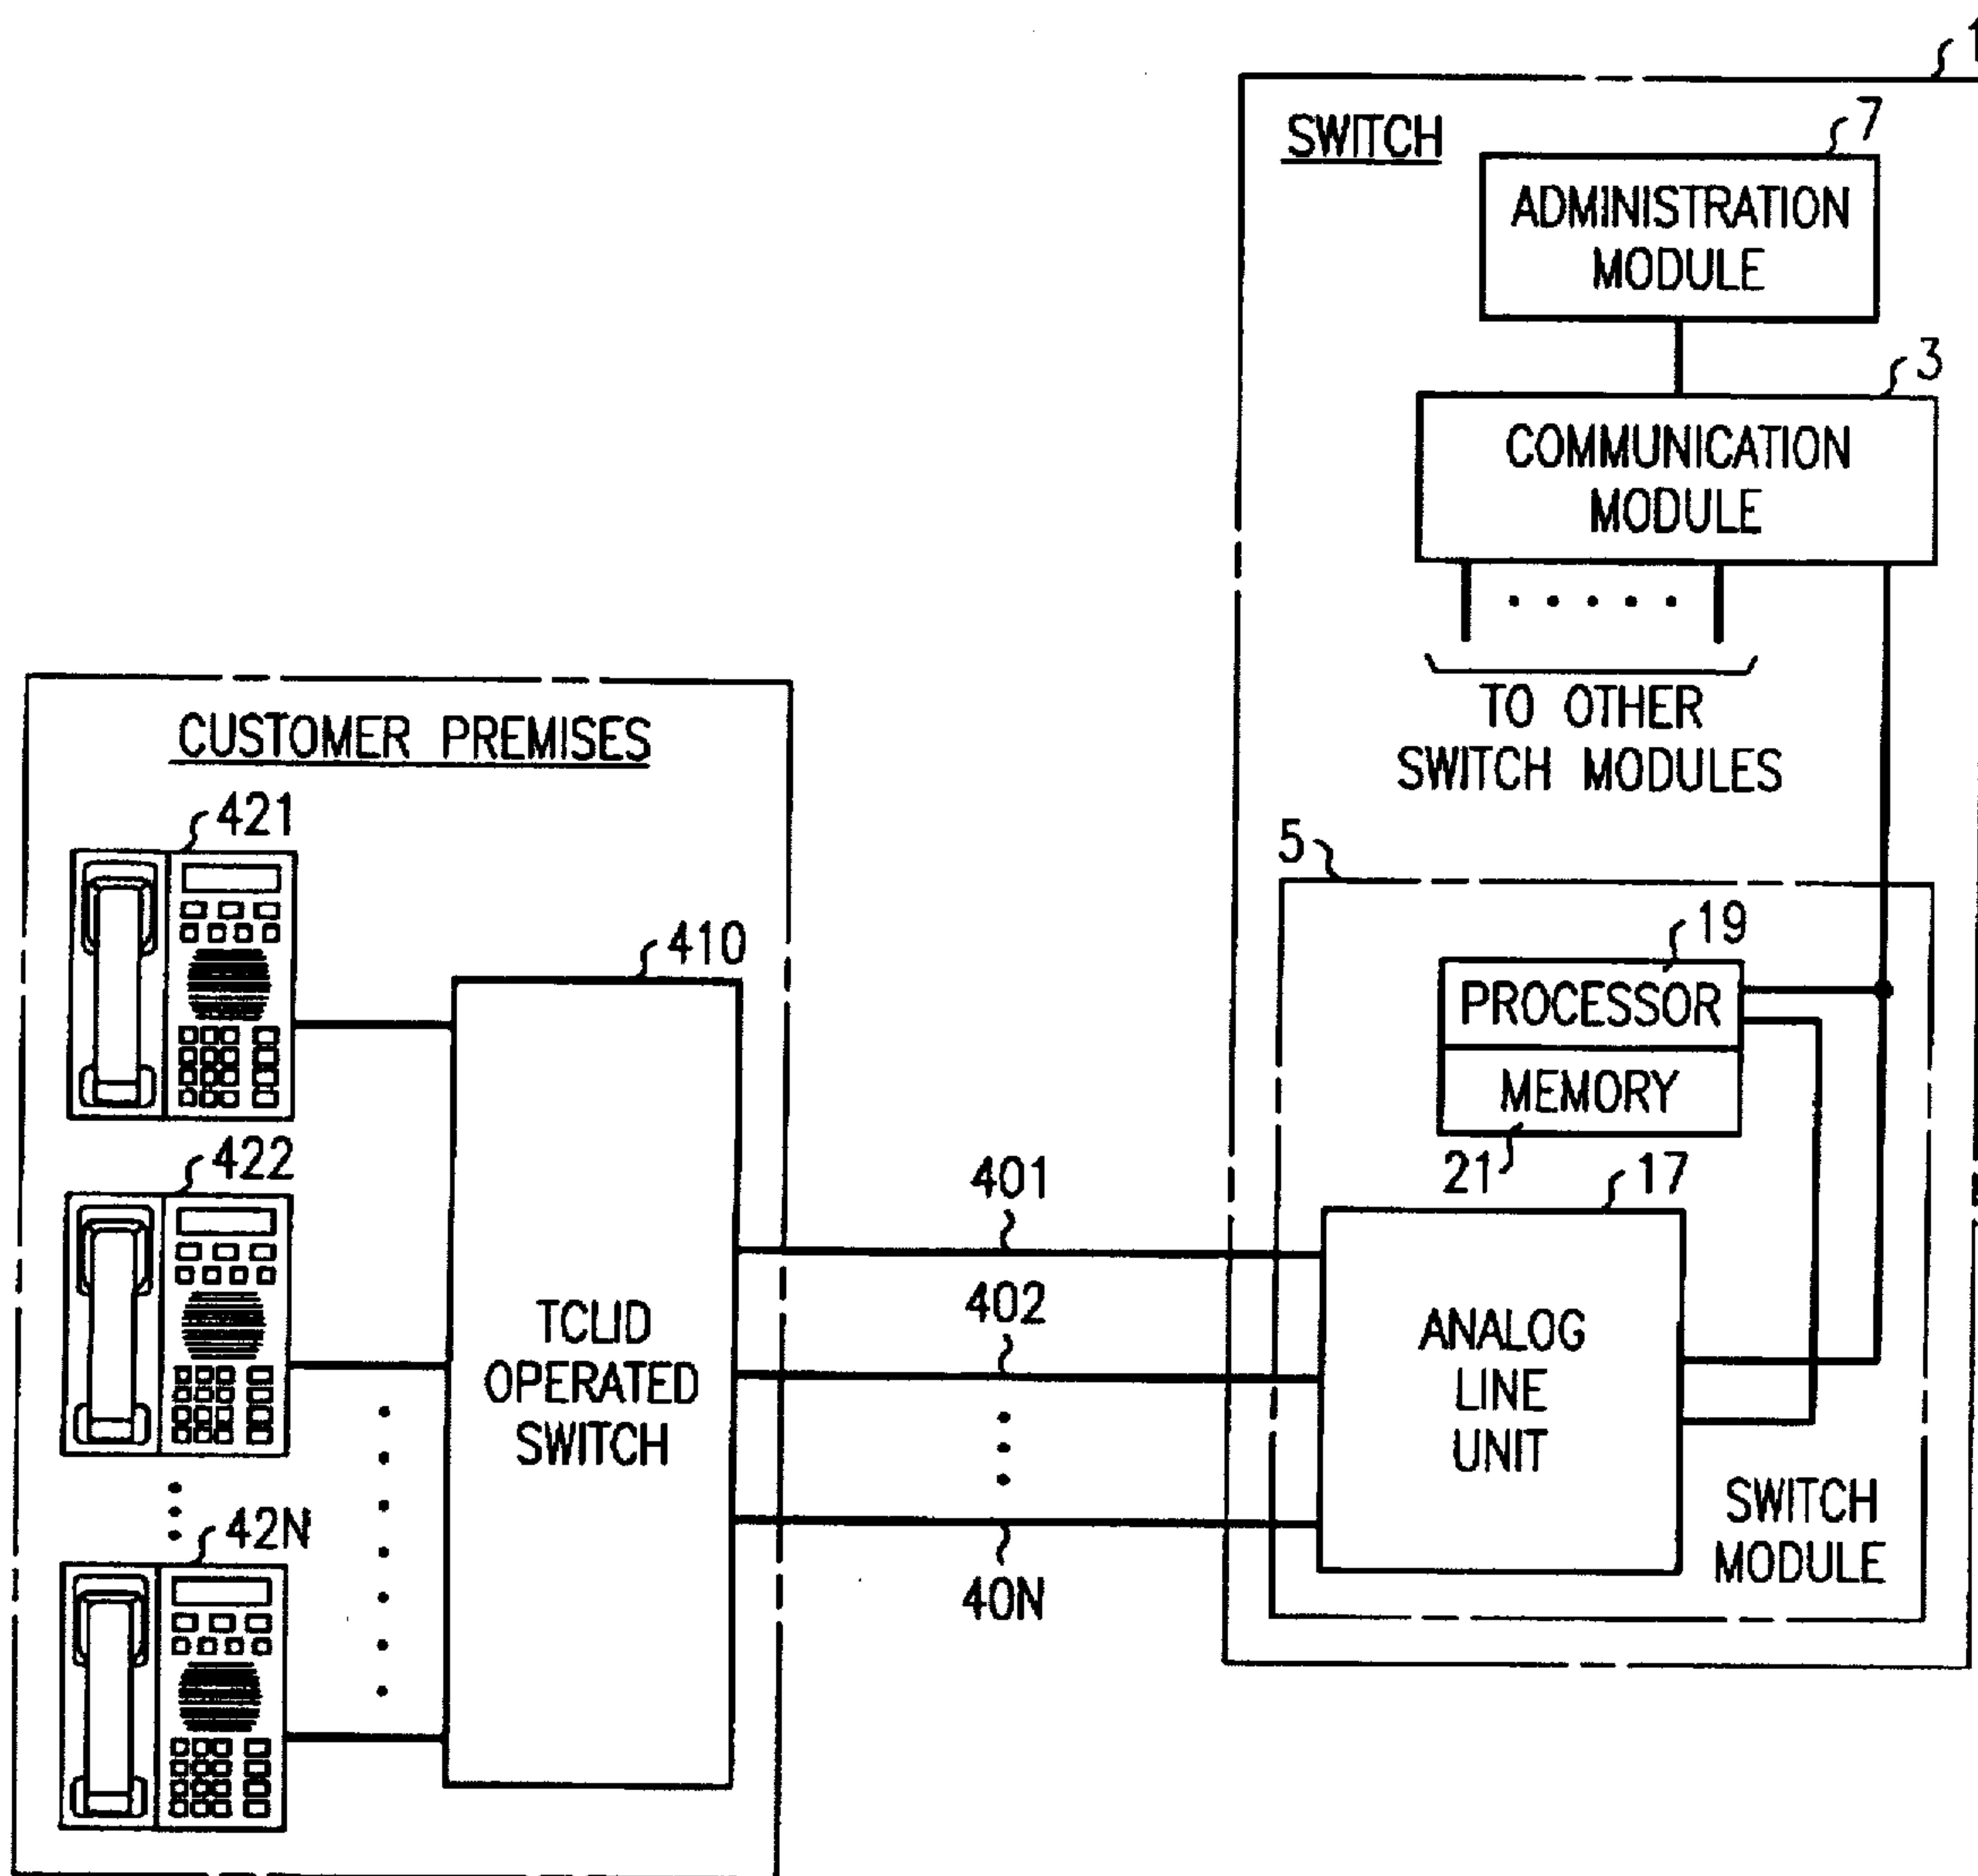 1
SWITCH
7
ADMINISTRATION
MODULE
3
COMMUNICATION
MODULE
TO OTHER
SWITCH MODULES
CUSTOMER PREMISES
421
410
422
42N
TCLID
OPERATED
SWITCH
401
402
40N
5
19
PROCESSOR
MEMORY
21
17
ANALOG
LINE
UNIT
SWITCH
MODULE